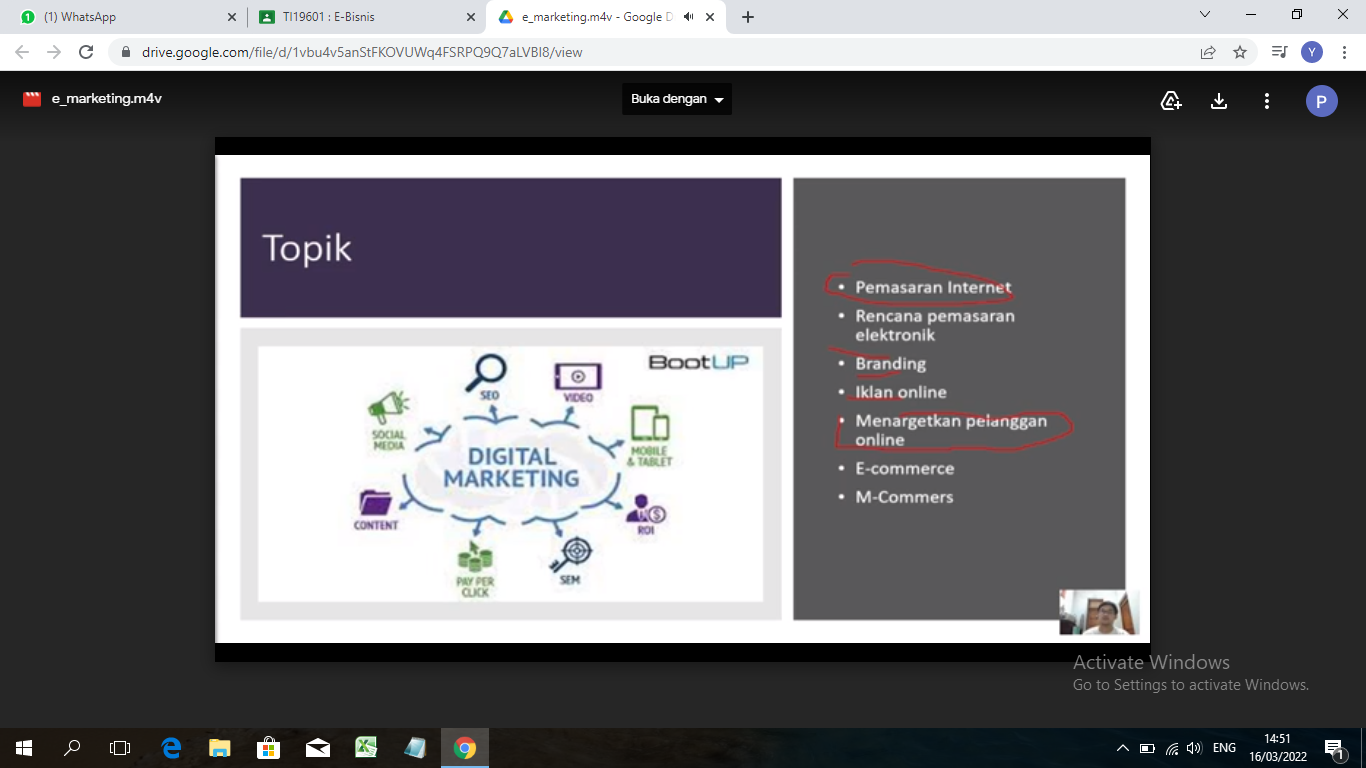 (1) WhatsApp
TI19601 : E-Bisnis
e_marketing.m4v - Google D
drive.google.com/file/d/1vbu4v5anStFKOVUWq4FSRPQ9Q7aLVBI8/view
Y
e_marketing.m4v
Buka dengan
P
Topik
BootUP
SEO
VIDEO
SOCIAL
MEDIA
MOBILE
& TABLET
DIGITAL
MARKETING
CONTENT
ROI
PAY PER
CLICK
SEM
• Pemasaran Internet
• Rencana pemasaran
elektronik
• Branding
• Iklan online
• Menargetkan pelanggan
online
• E-commerce
• M-Commers
Activate Windows
Go to Settings to activate Windows.
ENG
14:51
16/03/2022
1